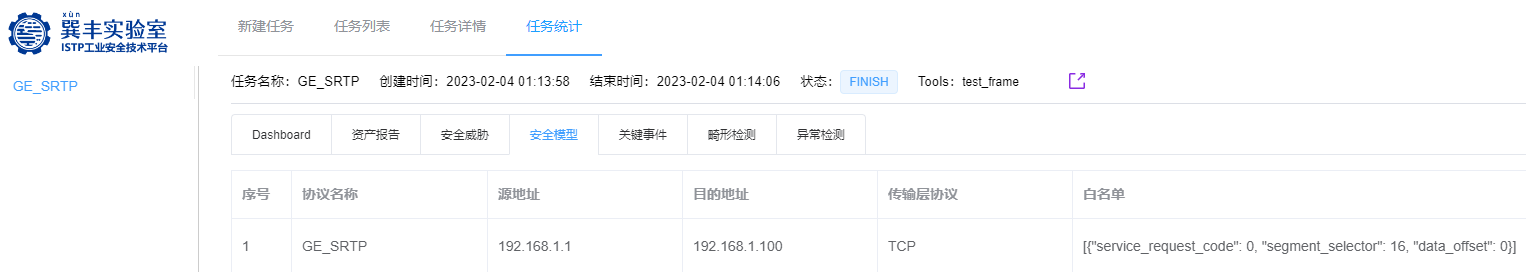 xùn
巽丰实验室
ISTP工业安全技术平台
新建任务 任务列表 任务详情 任务统计
GE_SRTP
任务名称：GE_SRTP 创建时间：2023-02-04 01:13:58 结束时间：2023-02-04 01:14:06 状态： FINISH Tools：test_frame
Dashboard 资产报告 安全威胁 安全模型 关键事件 畸形检测 异常检测
序号 协议名称 源地址 目的地址 传输层协议 白名单
1 GE_SRTP 192.168.1.1 192.168.1.100 TCP [{"service_request_code": 0, "segment_selector": 16, "data_offset": 0}]